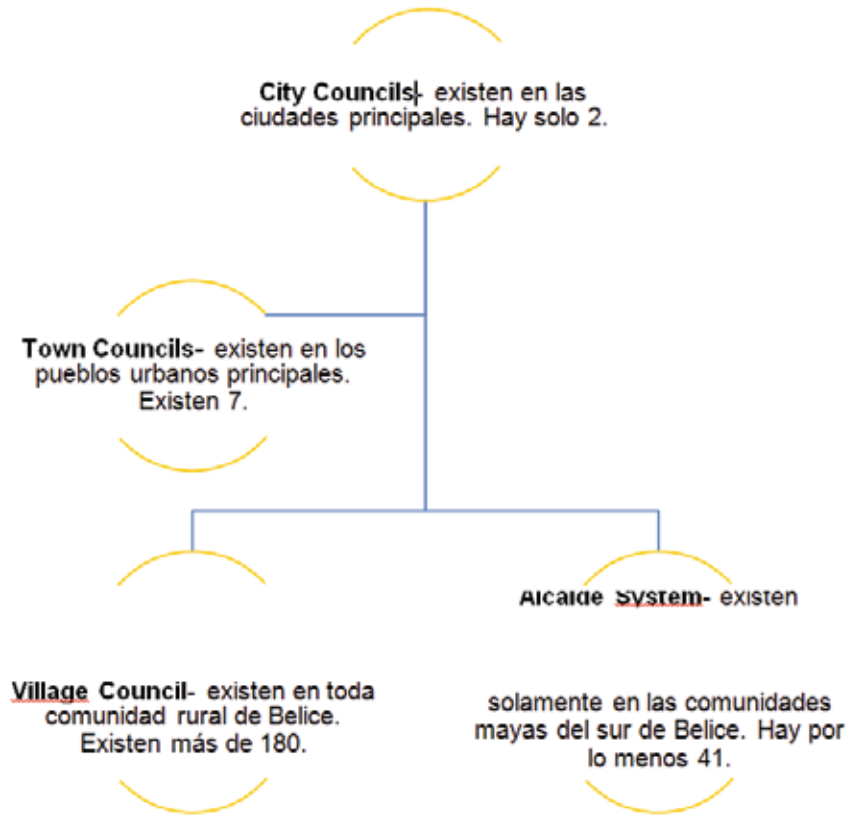 City Councils- existen en las
ciudades principales. Hay solo 2.
Town Councils- existen en los
pueblos urbanos principales.
Existen 7.
Village Council- existen en toda
comunidad rural de Belice.
Existen más de 180.
Alcalde System- existen
solamente en las comunidades
mayas del sur de Belice. Hay por
lo menos 41.